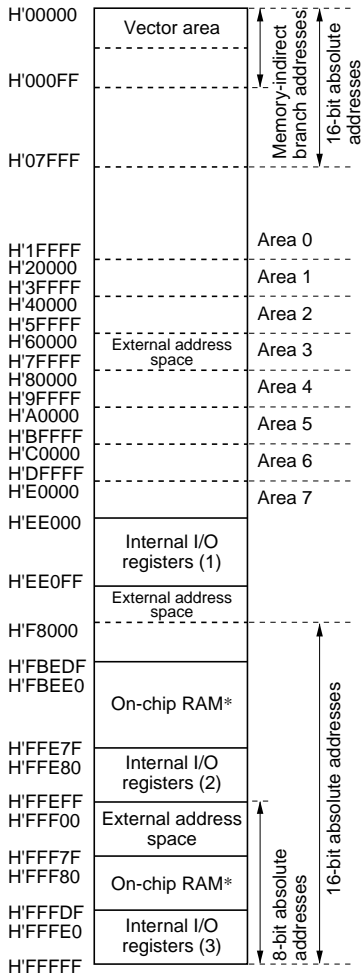 H'00000
Vector area
H'000FF
Memory-indirect
branch addresses
16-bit absolute
addresses
H'07FFF
H'1FFFF
Area 0
H'20000
Area 1
H'3FFFF
H'40000
Area 2
H'5FFFF
H'60000
External address
space
Area 3
H'7FFFF
H'80000
Area 4
H'9FFFF
H'A0000
Area 5
H'BFFFF
H'C0000
Area 6
H'DFFFF
H'E0000
Area 7
H'EE000
Internal I/O
registers (1)
H'EE0FF
External address
space
H'F8000
H'FBEDF
H'FBEE0
On-chip RAM*
H'FFE7F
H'FFE80
Internal I/O
registers (2)
H'FFEFF
H'FFF00
External address
space
H'FFF7F
H'FFF80
On-chip RAM*
H'FFFDF
H'FFFE0
Internal I/O
registers (3)
H'FFFFF
8-bit absolute
addresses
16-bit absolute addresses